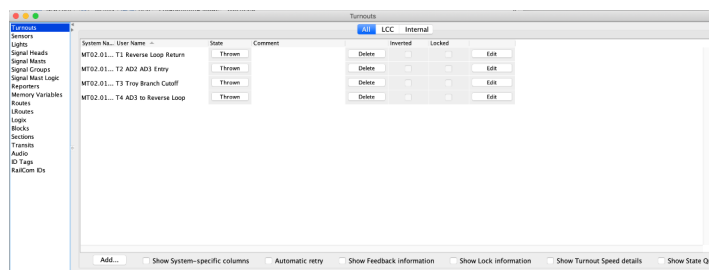 Turnouts
Turnouts
Sensors
Lights
Signal Heads
Signal Masts
Signal Groups
Signal Mast Logic
Reporters
Memory Variables
Routes
LRoutes
Logix
Blocks
Sections
Transits
Audio
ID Tags
RailCom IDs
All LCC Internal
System Na... User Name State Comment Inverted Locked
MT02.01... T1 Reverse Loop Return Thrown Delete Edit
MT02.01... T2 AD2 AD3 Entry Thrown Delete Edit
MT02.01... T3 Troy Branch Cutoff Thrown Delete Edit
MT02.01... T4 AD3 to Reverse Loop Thrown Delete Edit
Add... Show System-specific columns Automatic retry Show Feedback information Show Lock information Show Turnout Speed details Show State